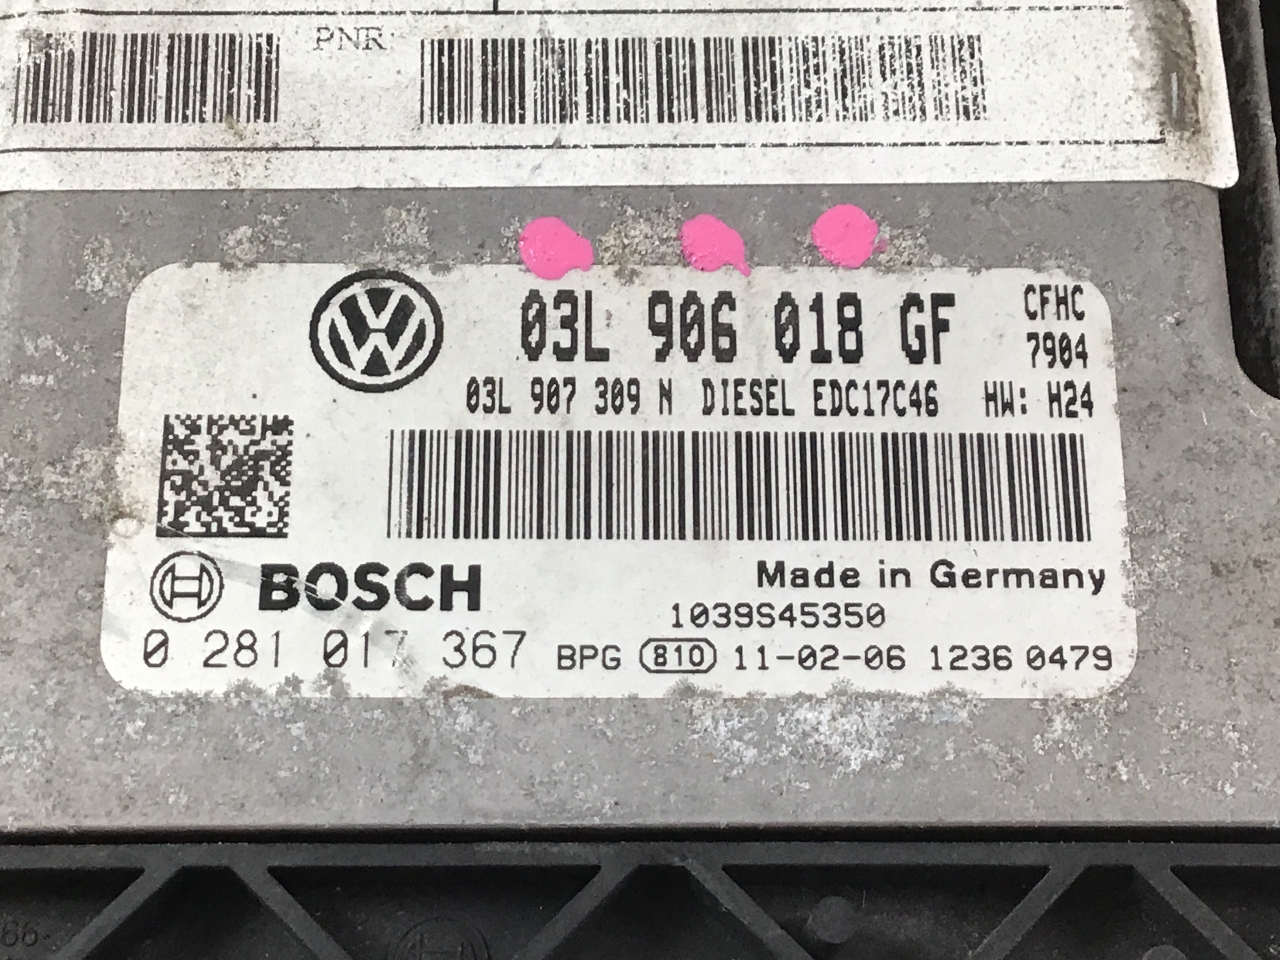 PNR
03L 906 018 GF CFHC
7904
03L 907 309 N DIESEL EDC17C46 HW: H24
BOSCH Made in Germany
1039S45350
0 281 017 367 BPG 810 11-02-06 1236 0479